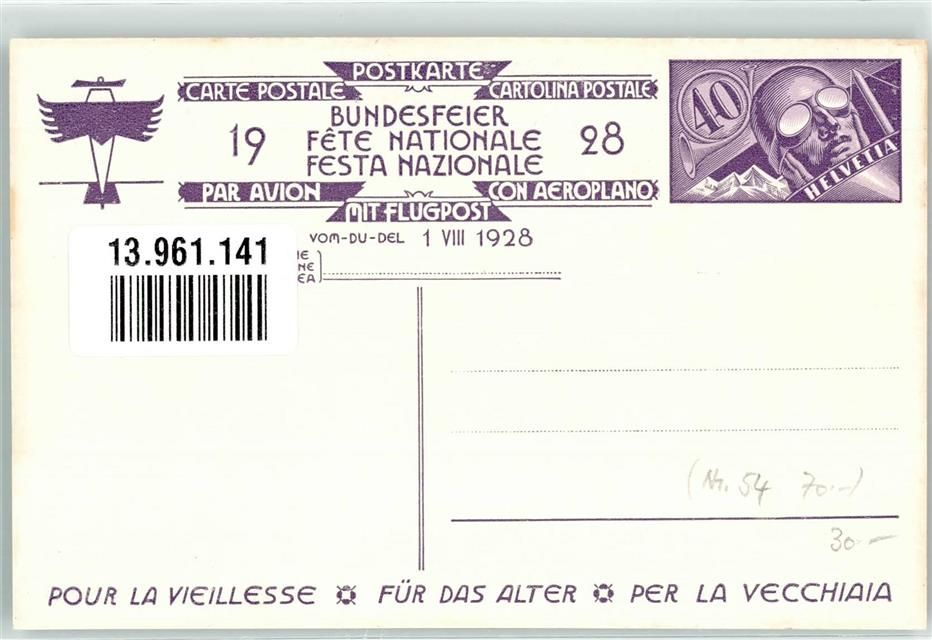 POSTKARTE
CARTE POSTALE CARTOLINA POSTALE
BUNDESFEIER
19 FÊTE NATIONALE 28
FESTA NAZIONALE
PAR AVION CON AEROPLANO
MIT FLUGPOST
40
HELVETIA
VOM-DU-DEL 1 VIII 1928
13.961.141
(Nr. 54 70.-)
30.-
POUR LA VIEILLESSE FÜR DAS ALTER PER LA VECCHIAIA